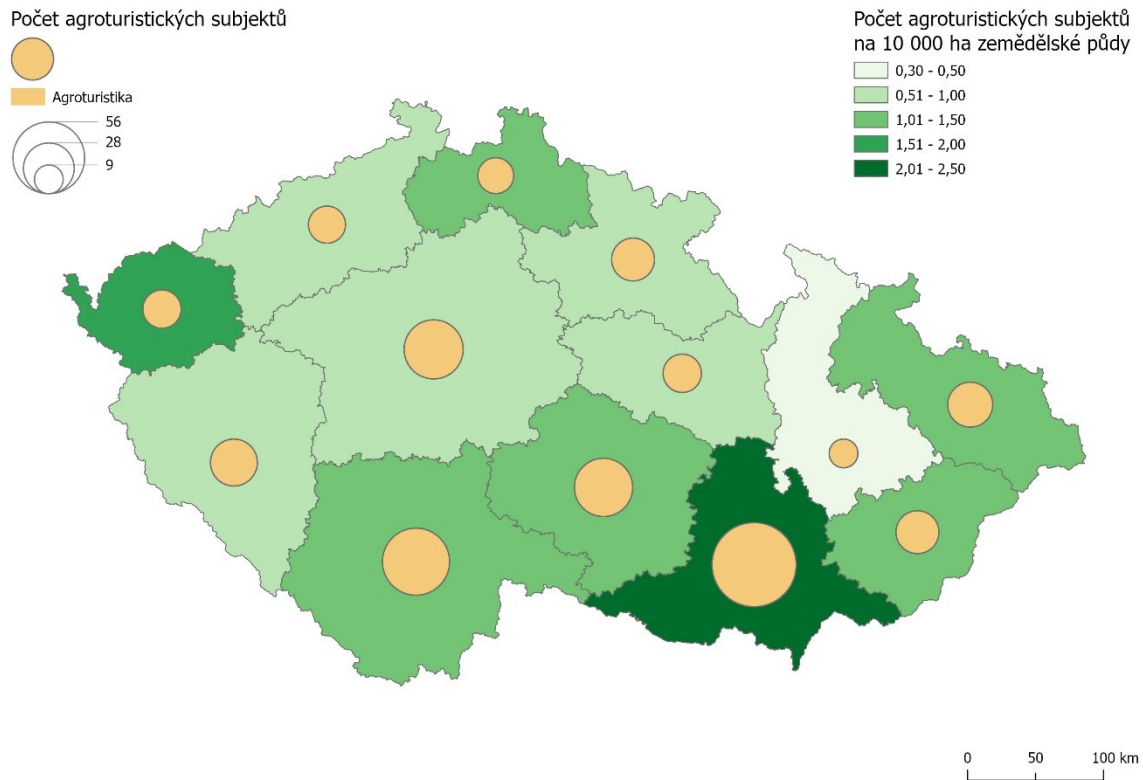 Počet agroturistických subjektů
Agroturistika
56
28
9
Počet agroturistických subjektů
na 10 000 ha zemědělské půdy
0,30 - 0,50
0,51 - 1,00
1,01 - 1,50
1,51 - 2,00
2,01 - 2,50
0 50 100 km